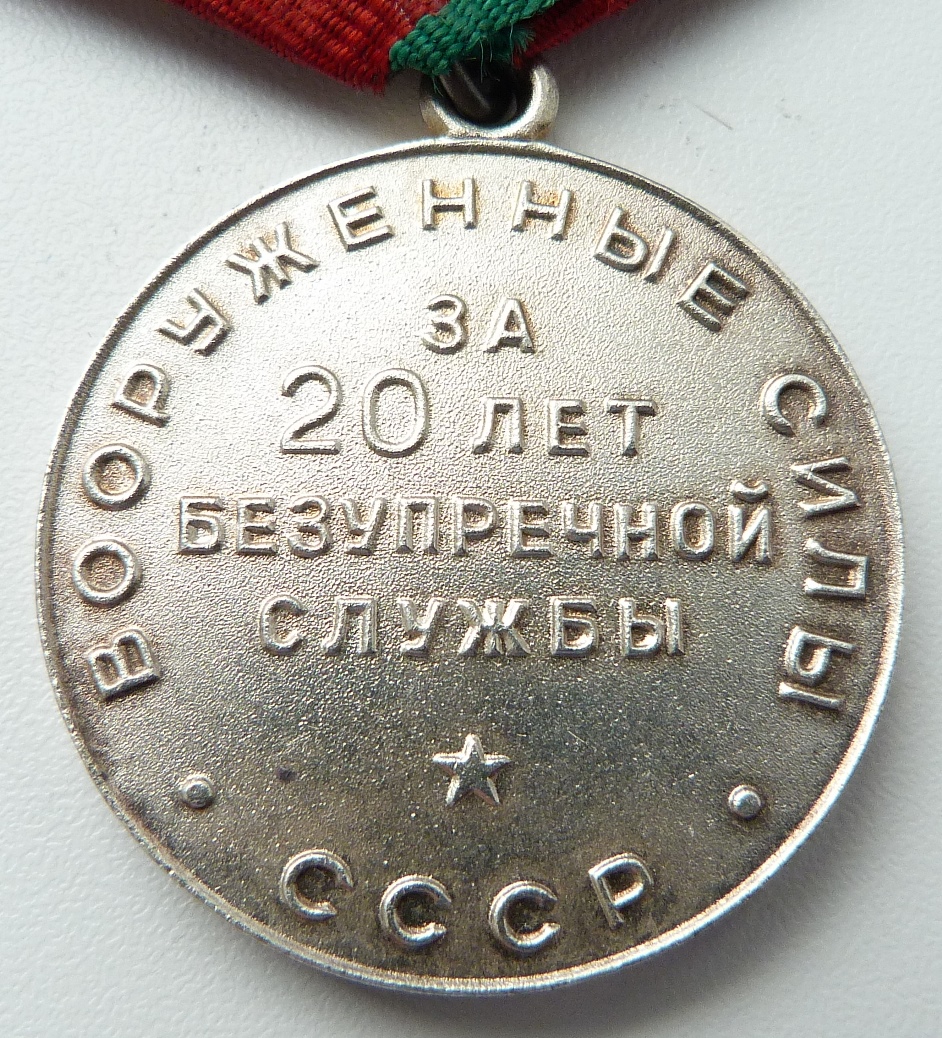 ВООРУЖЕННЫЕ СИЛЫ
ЗА
20 ЛЕТ
БЕЗУПРЕЧНОЙ
СЛУЖБЫ
СССР